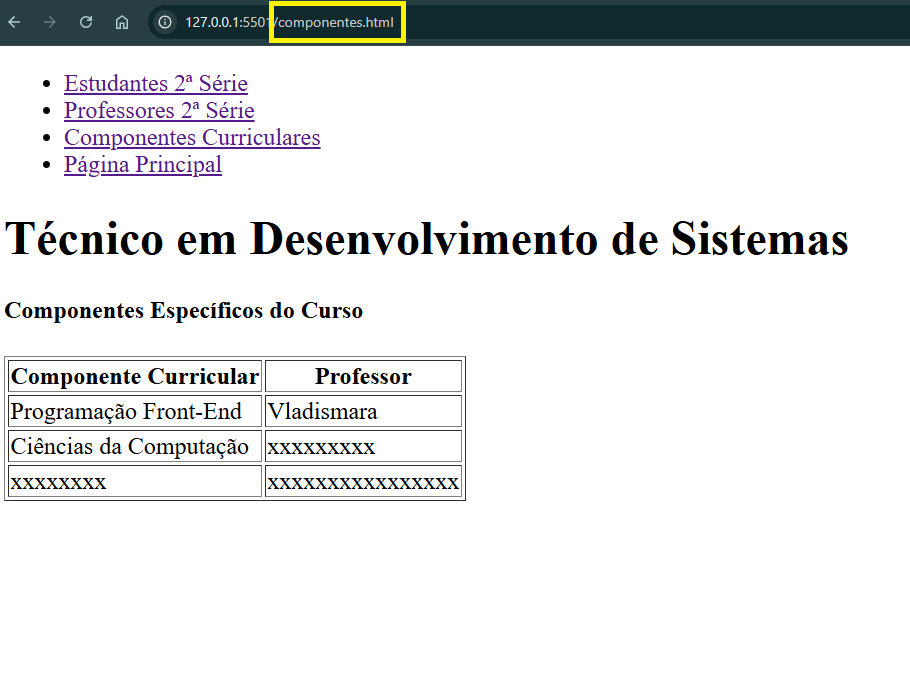 127.0.0.1:5501/componentes.html
Estudantes 2ª Série
Professores 2ª Série
Componentes Curriculares
Página Principal
Técnico em Desenvolvimento de Sistemas
Componentes Específicos do Curso
Componente Curricular Professor
Programação Front-End Vladismara
Ciências da Computação xxxxxxxxx
xxxxxxxx xxxxxxxxxxxxxxxx